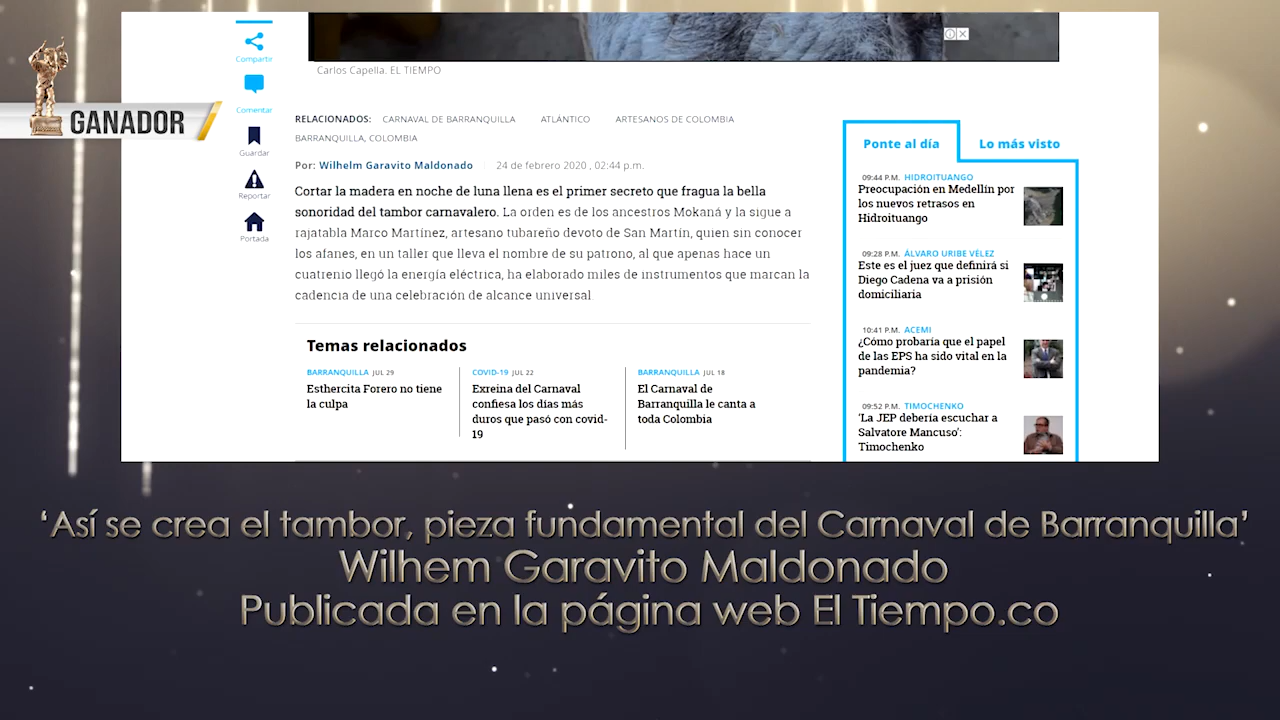 Compartir
Comentar
Guardar
Reportar
Portada
GANADOR
Carlos Capella. EL TIEMPO
RELACIONADOS: CARNAVAL DE BARRANQUILLA ATLÁNTICO ARTESANOS DE COLOMBIA
BARRANQUILLA, COLOMBIA
Por: Wilhelm Garavito Maldonado 24 de febrero 2020 , 02:44 p.m.
Cortar la madera en noche de luna llena es el primer secreto que fragua la bella
sonoridad del tambor carnavalero. La orden es de los ancestros Mokaná y la sigue a
rajatabla Marco Martínez, artesano tubareño devoto de San Martín, quien sin conocer
los afanes, en un taller que lleva el nombre de su patrono, al que apenas hace un
cuatrenio llegó la energía eléctrica, ha elaborado miles de instrumentos que marcan la
cadencia de una celebración de alcance universal.
Temas relacionados
BARRANQUILLA JUL 29
Esthercita Forero no tiene
la culpa
COVID-19 JUL 22
Exreina del Carnaval
confiesa los días más
duros que pasó con covid-
19
BARRANQUILLA JUL 18
El Carnaval de
Barranquilla le canta a
toda Colombia
Ponte al día Lo más visto
09:44 P.M. HIDROITUANGO
Preocupación en Medellín por
los nuevos retrasos en
Hidroituango
09:28 P.M. ÁLVARO URIBE VÉLEZ
Este es el juez que definirá si
Diego Cadena va a prisión
domiciliaria
10:41 P.M. ACEMI
¿Cómo probaría que el papel
de las EPS ha sido vital en la
pandemia?
09:52 P.M. TIMOCHENKO
‘La JEP debería escuchar a
Salvatore Mancuso’:
Timochenko
‘Así se crea el tambor, pieza fundamental del Carnaval de Barranquilla’
Wilhem Garavito Maldonado
Publicada en la página web El Tiempo.co